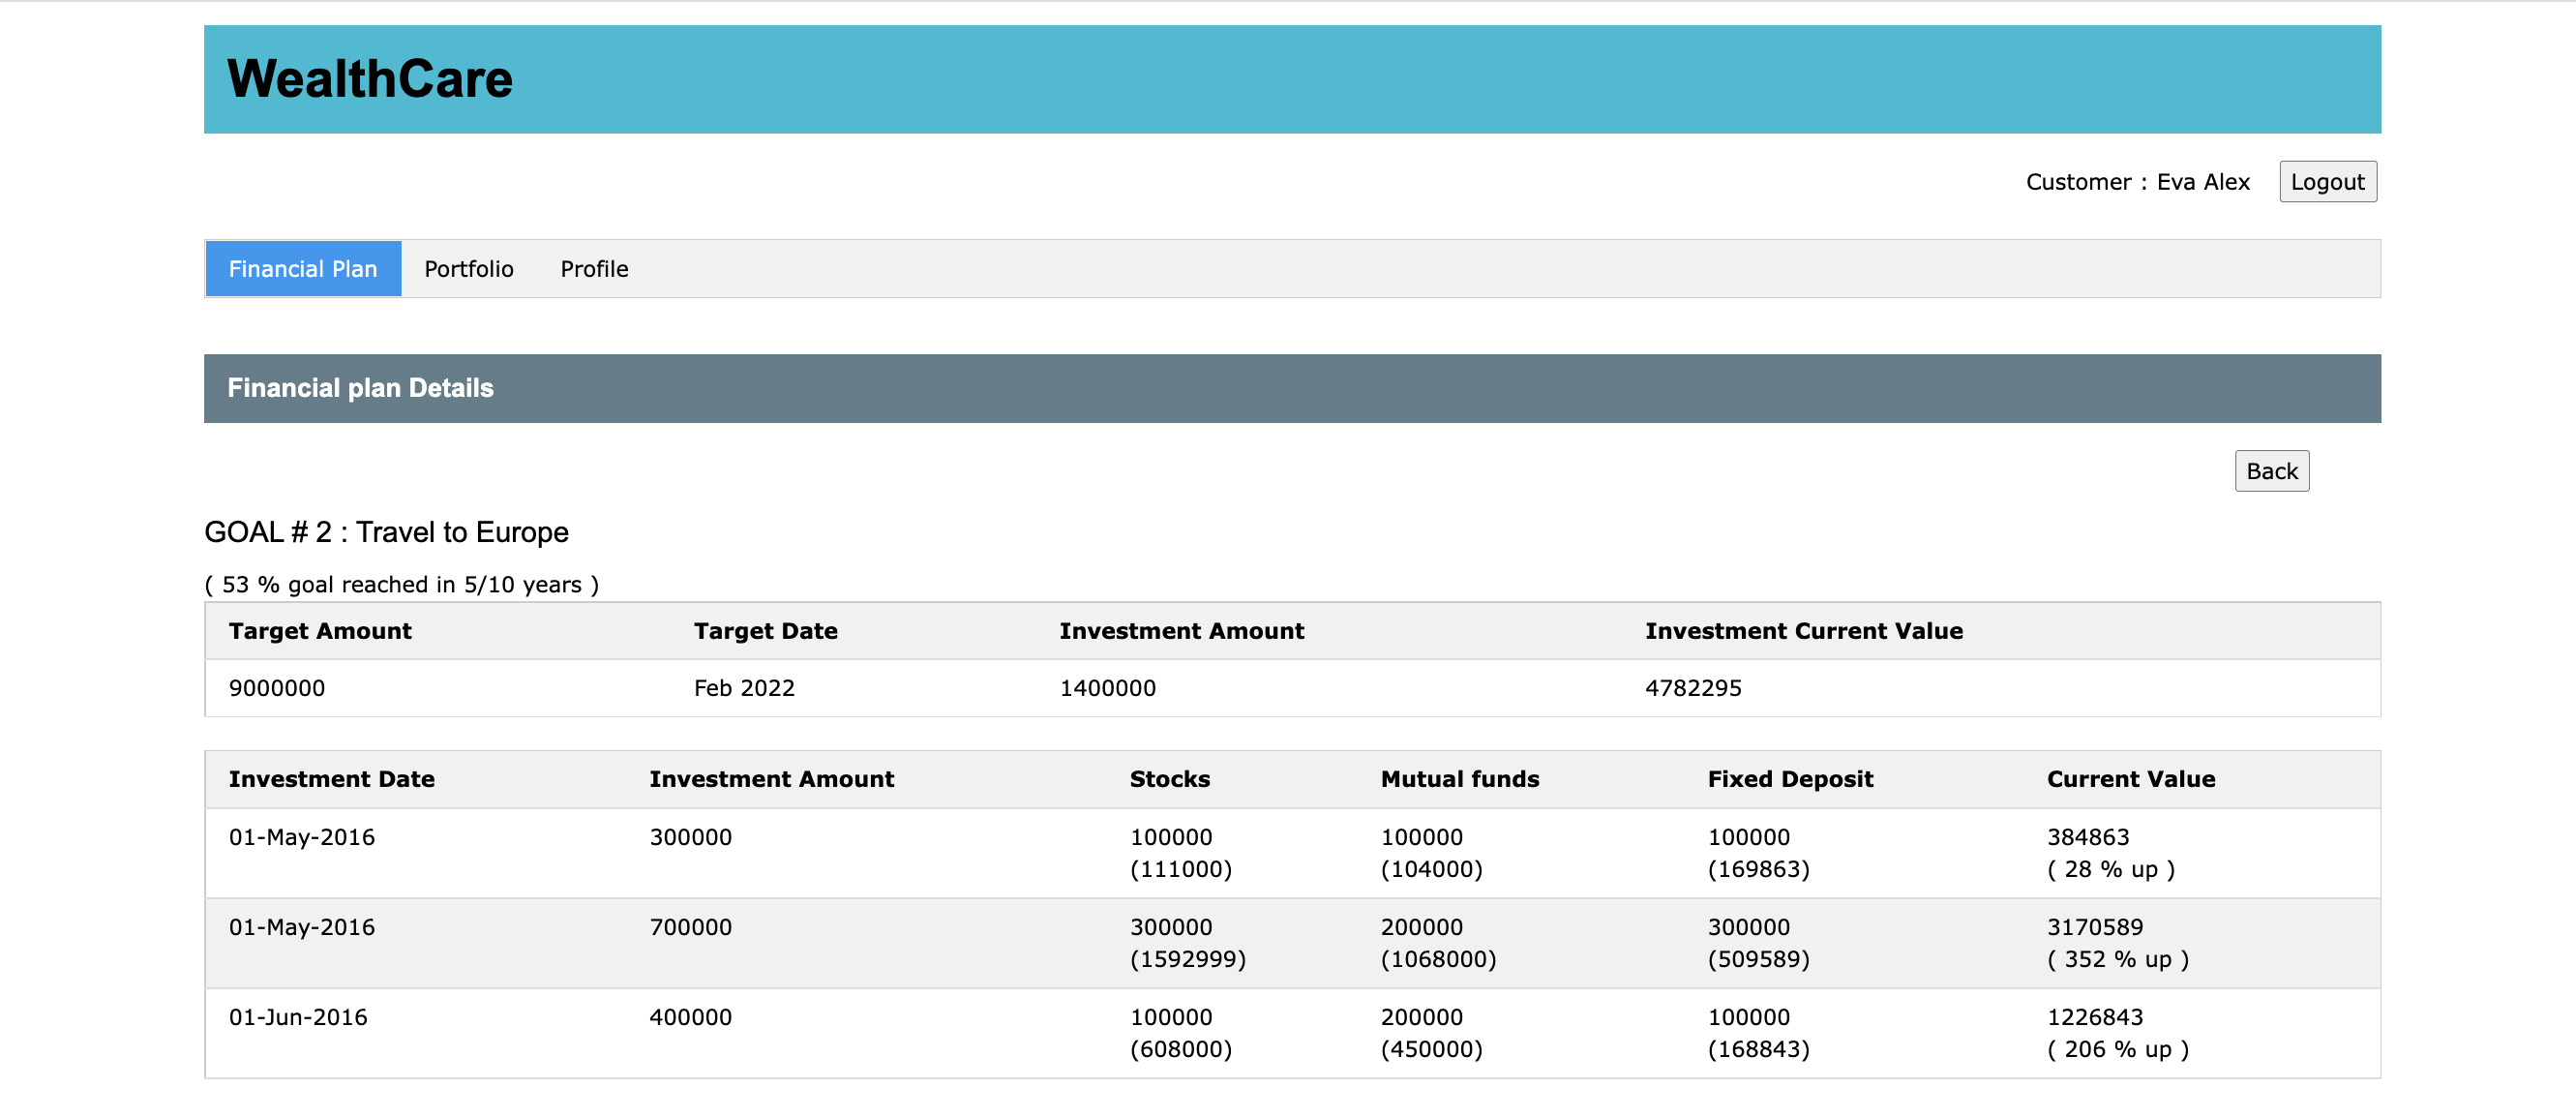 WealthCare
Customer : Eva Alex Logout
Financial Plan Portfolio Profile
Financial plan Details
Back
GOAL # 2 : Travel to Europe
( 53 % goal reached in 5/10 years )
Target Amount Target Date Investment Amount Investment Current Value
9000000 Feb 2022 1400000 4782295
Investment Date Investment Amount Stocks Mutual funds Fixed Deposit Current Value
01-May-2016 300000 100000 100000 100000 384863
(111000) (104000) (169863) ( 28 % up )
01-May-2016 700000 300000 200000 300000 3170589
(1592999) (1068000) (509589) ( 352 % up )
01-Jun-2016 400000 100000 200000 100000 1226843
(608000) (450000) (168843) ( 206 % up )